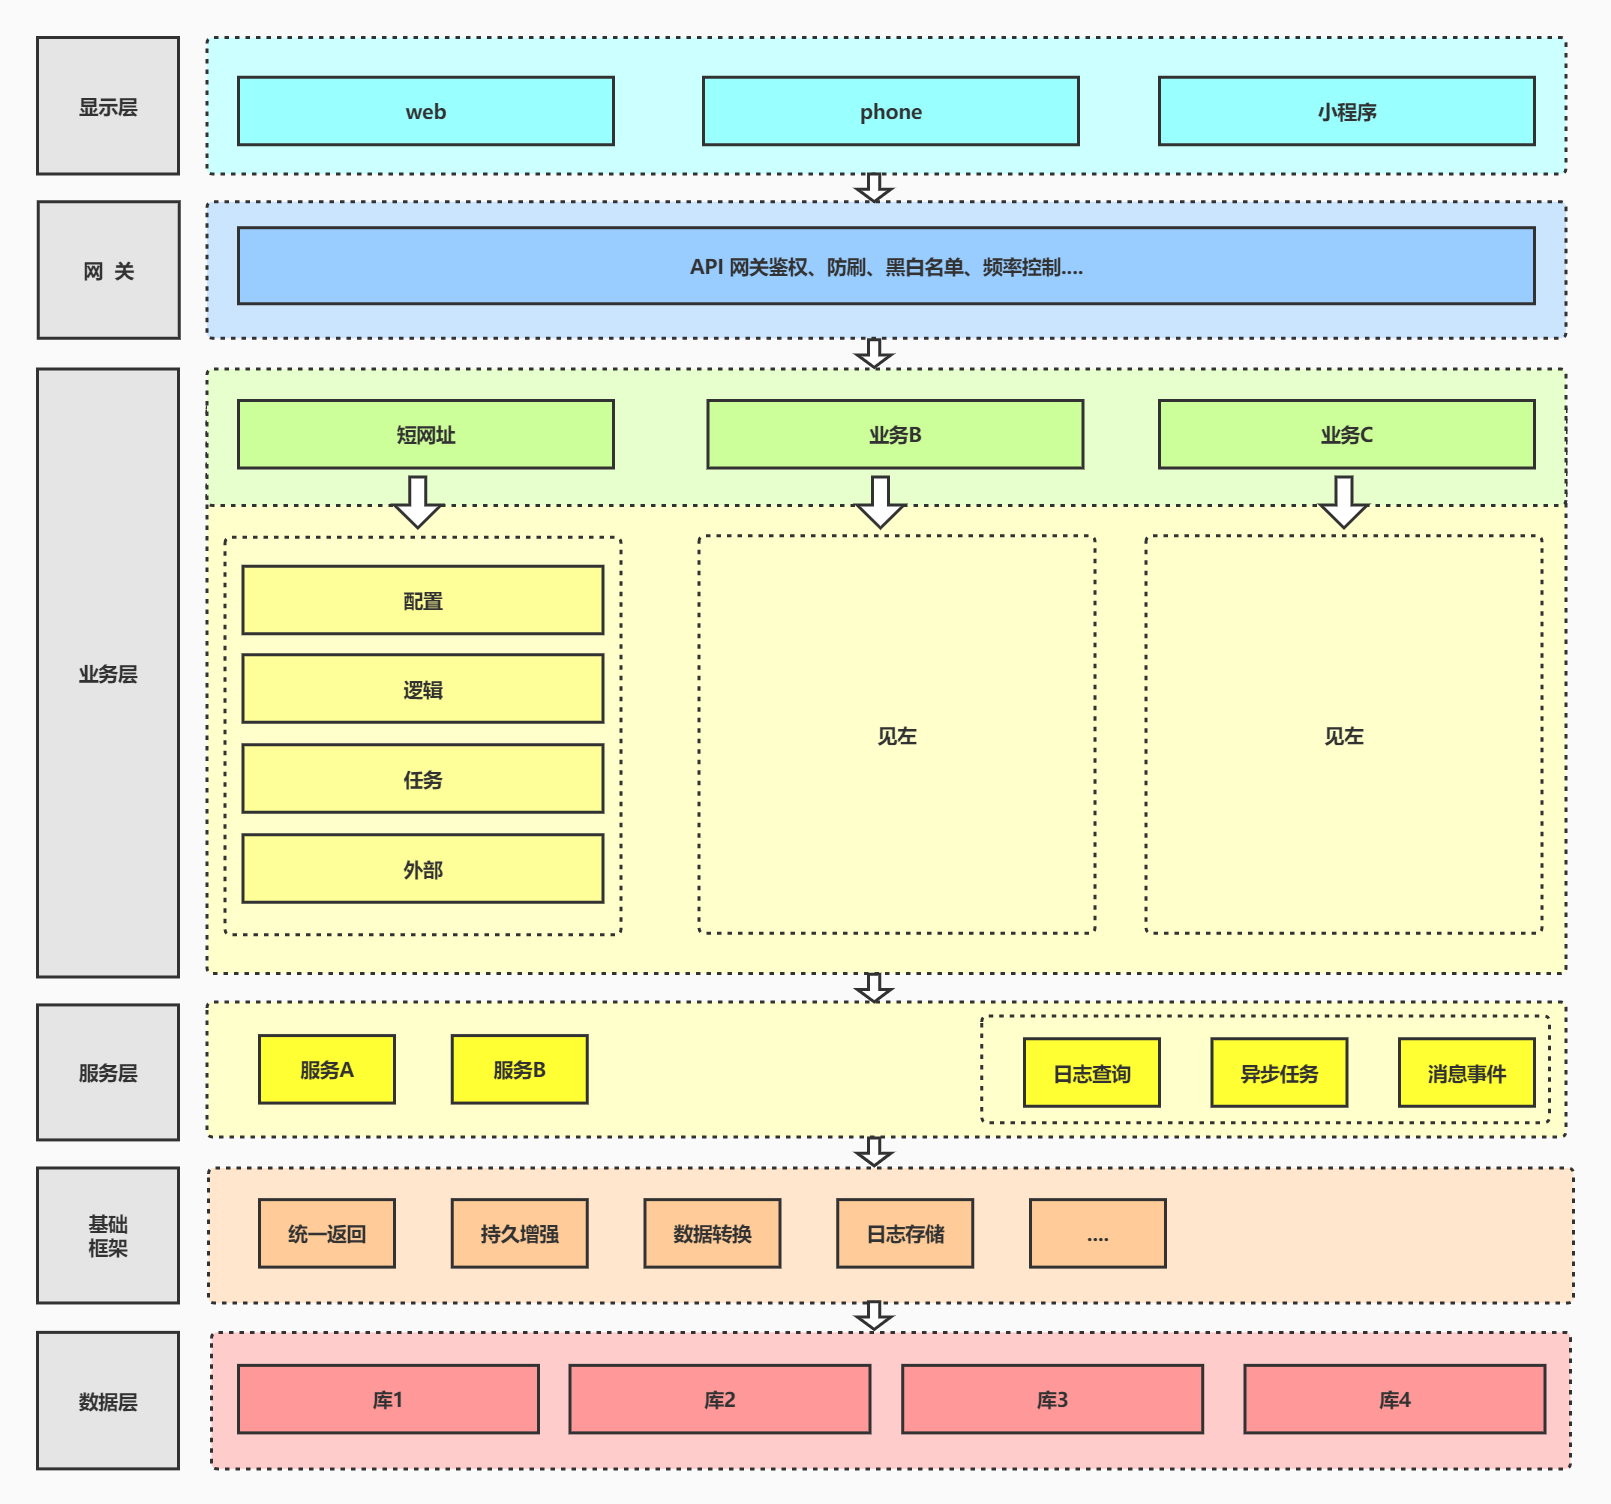 显示层
web
phone
小程序
网 关
API 网关鉴权、防刷、黑白名单、频率控制....
业务层
短网址
业务B
业务C
配置
逻辑
任务
外部
见左
见左
服务层
服务A
服务B
日志查询
异步任务
消息事件
基础
框架
统一返回
持久增强
数据转换
日志存储
....
数据层
库1
库2
库3
库4